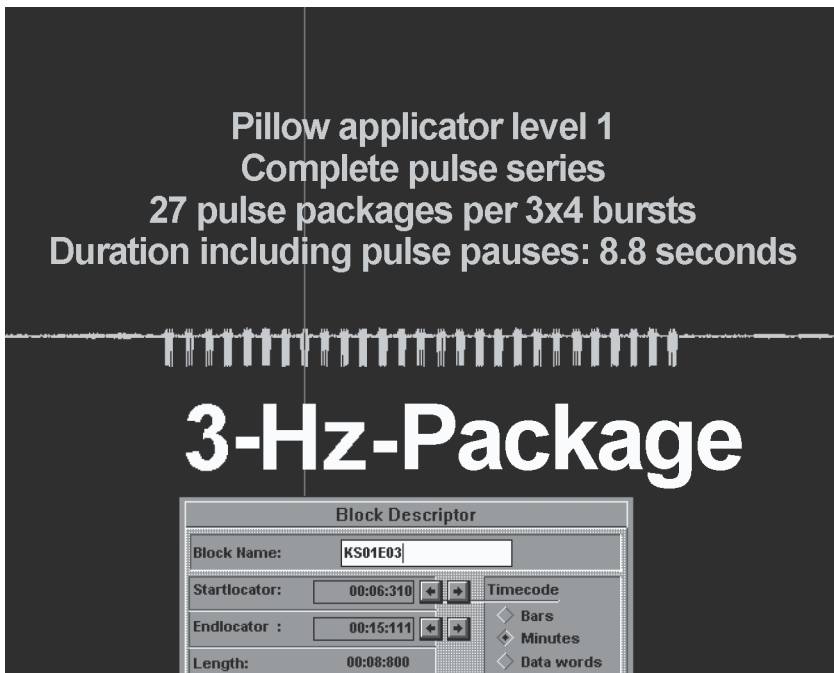 Pillow applicator level 1
Complete pulse series
27 pulse packages per 3x4 bursts
Duration including pulse pauses: 8.8 seconds
3-Hz-Package
Block Descriptor
Block Name: KS01E03
Startlocator: 00:06:310 Timecode
Bars
Endlocator : 00:15:111
Minutes
Length: 00:08:800 Data words